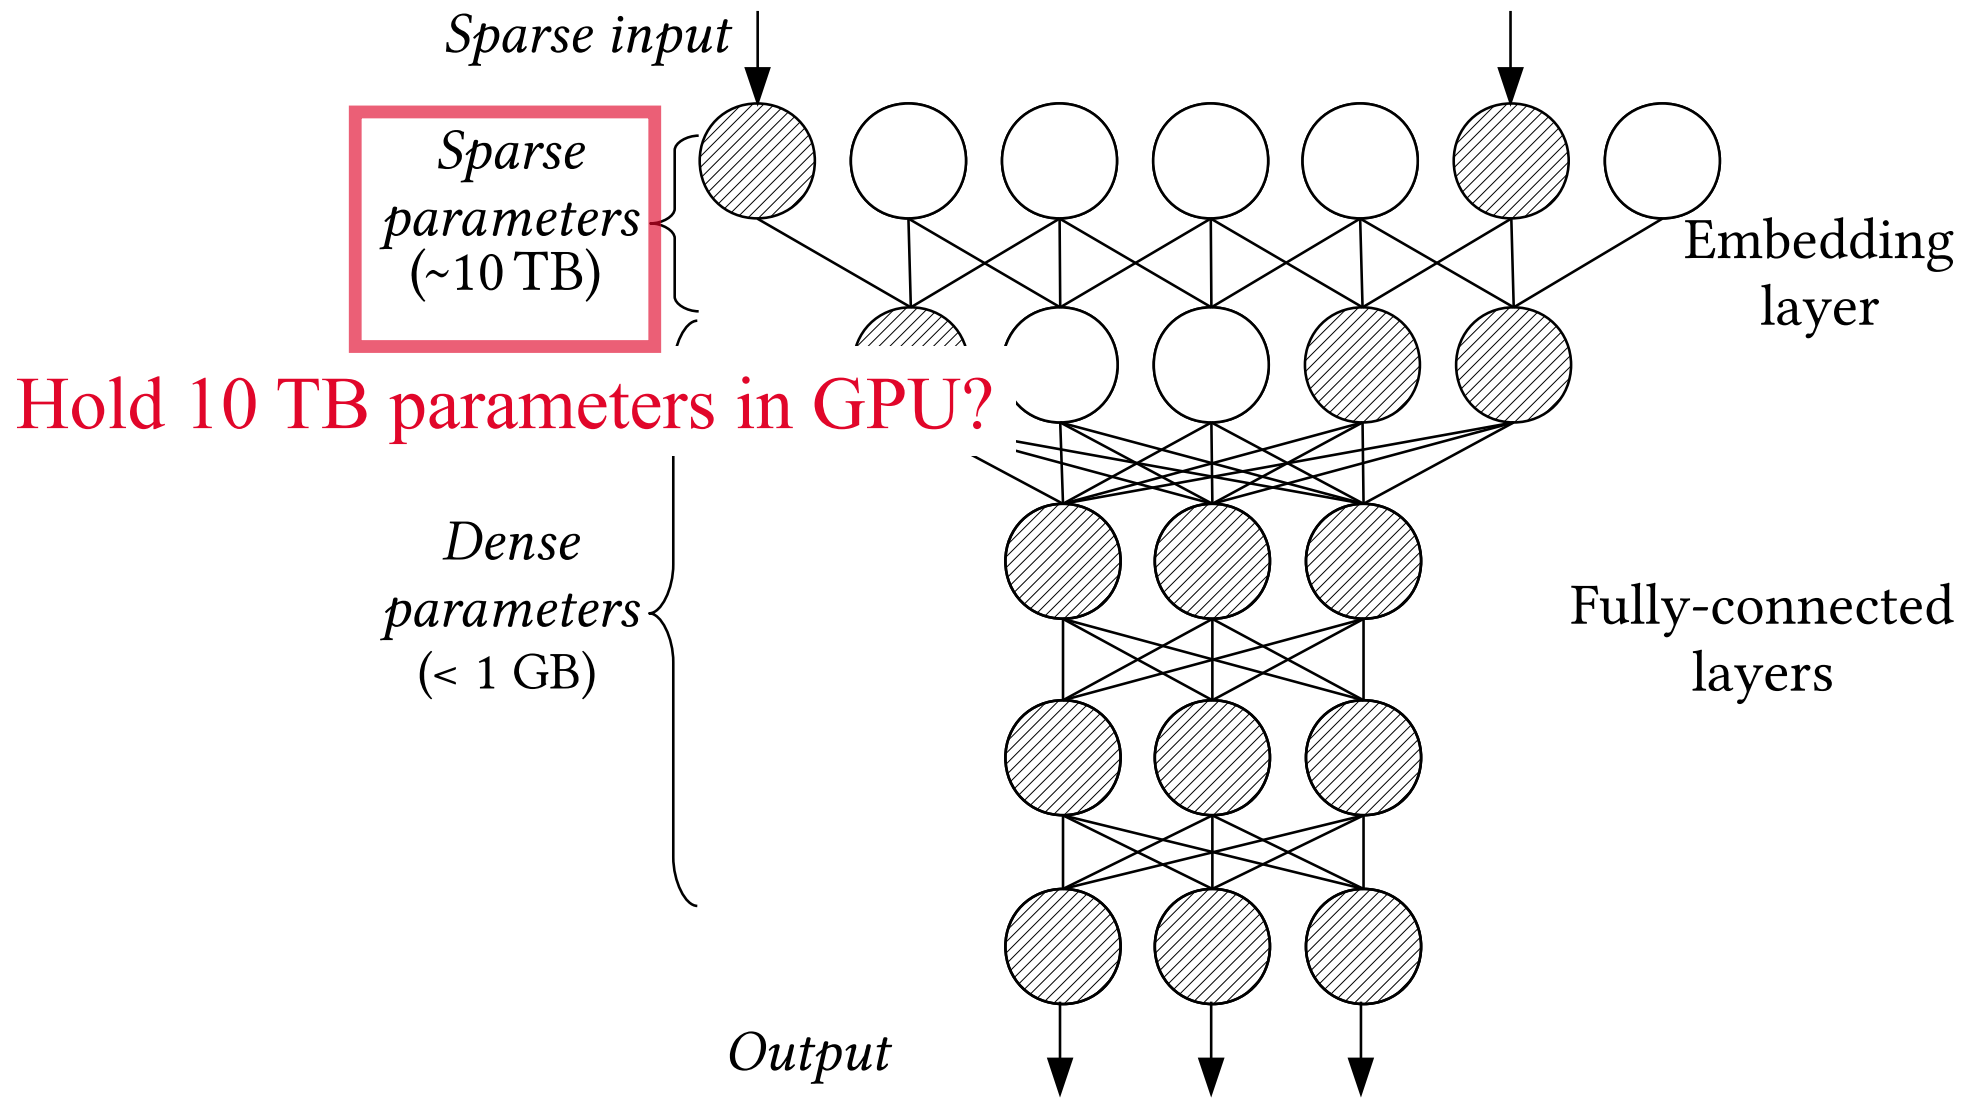 Sparse input
Sparse
parameters
(~10 TB)
Embedding
layer
Hold 10 TB parameters in GPU?
Dense
parameters
(< 1 GB)
Fully-connected
layers
Output